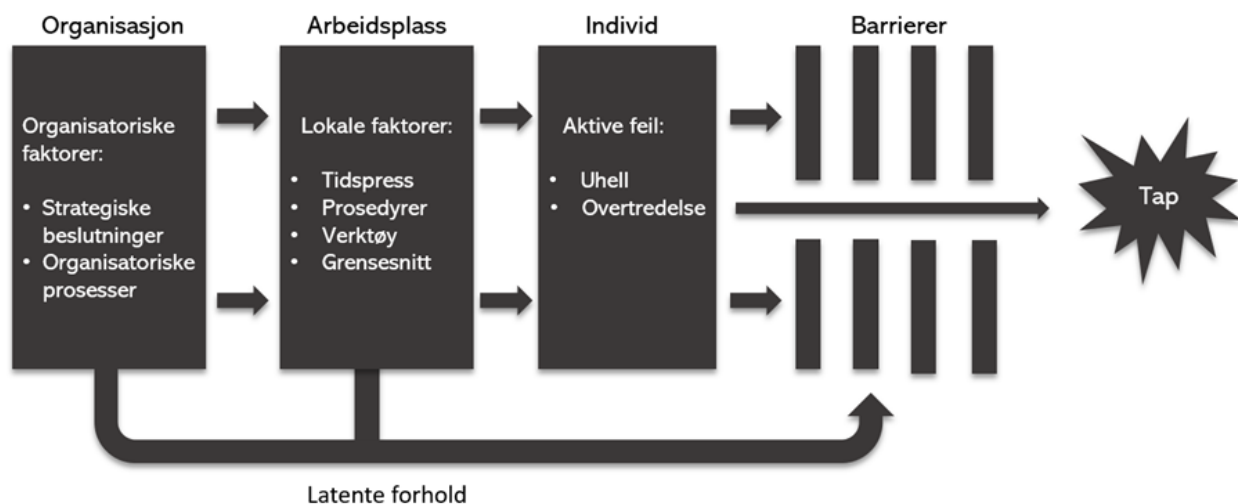 Organisasjon
Arbeidsplass
Individ
Barrierer
Organisatoriske
faktorer:
• Strategiske
beslutninger
• Organisatoriske
prosesser
Lokale faktorer:
• Tidspress
• Prosedyrer
• Verktøy
• Grensesnitt
Aktive feil:
• Uhell
• Overtredelse
Tap
Latente forhold